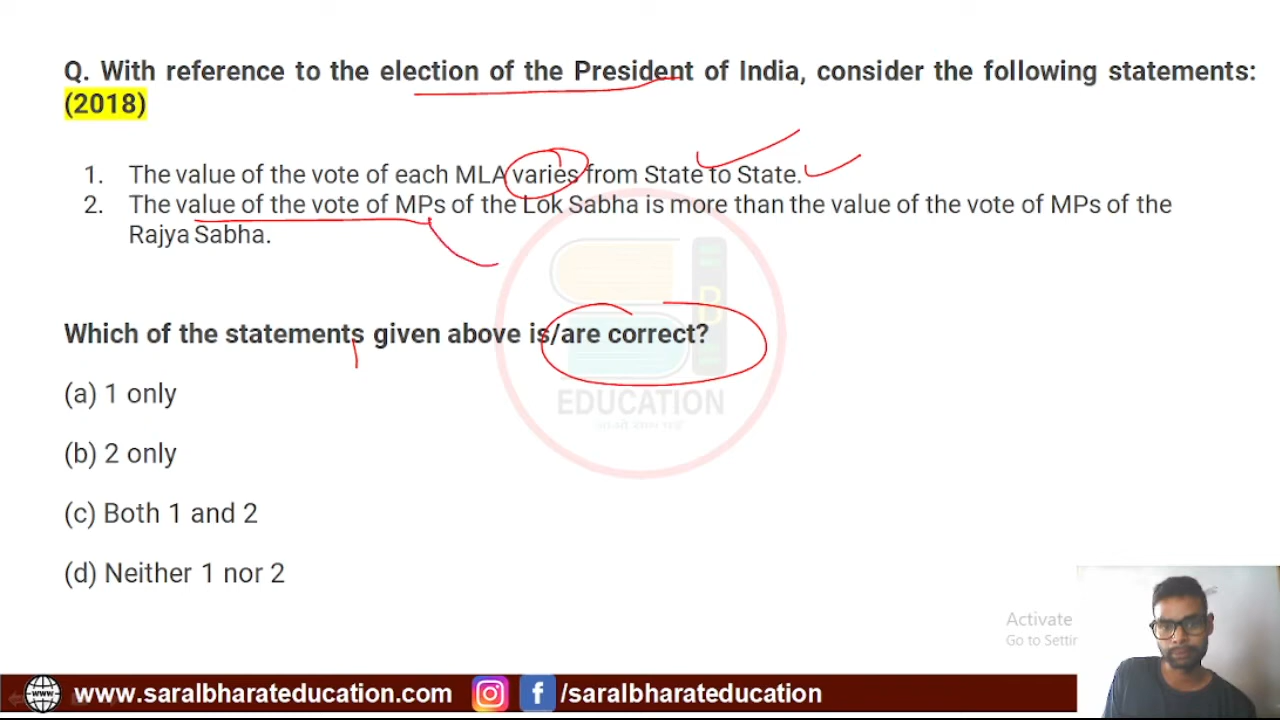 Q. With reference to the election of the President of India, consider the following statements:
(2018)
1. The value of the vote of each MLA varies from State to State.
2. The value of the vote of MPs of the Lok Sabha is more than the value of the vote of MPs of the
Rajya Sabha.
B
Which of the statements given above is/are correct?
(a) 1 only
EDUCATION
(b) 2 only
(c) Both 1 and 2
(d) Neither 1 nor 2
Activate
Go to Settin
www
www.saralbharateducation.com
f
/saralbharateducation